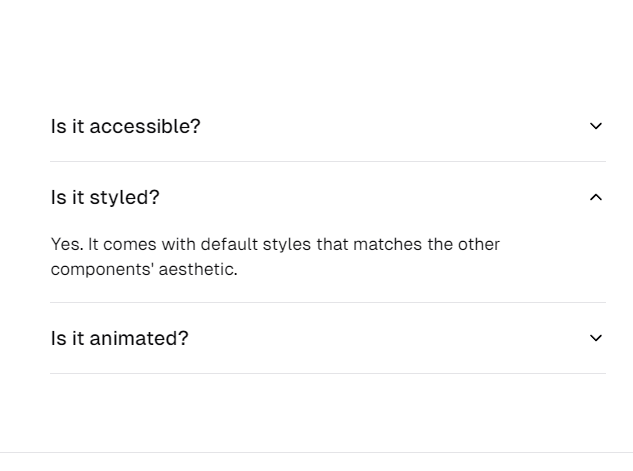 Is it accessible?
Is it styled?
Yes. It comes with default styles that matches the other
components' aesthetic.
Is it animated?